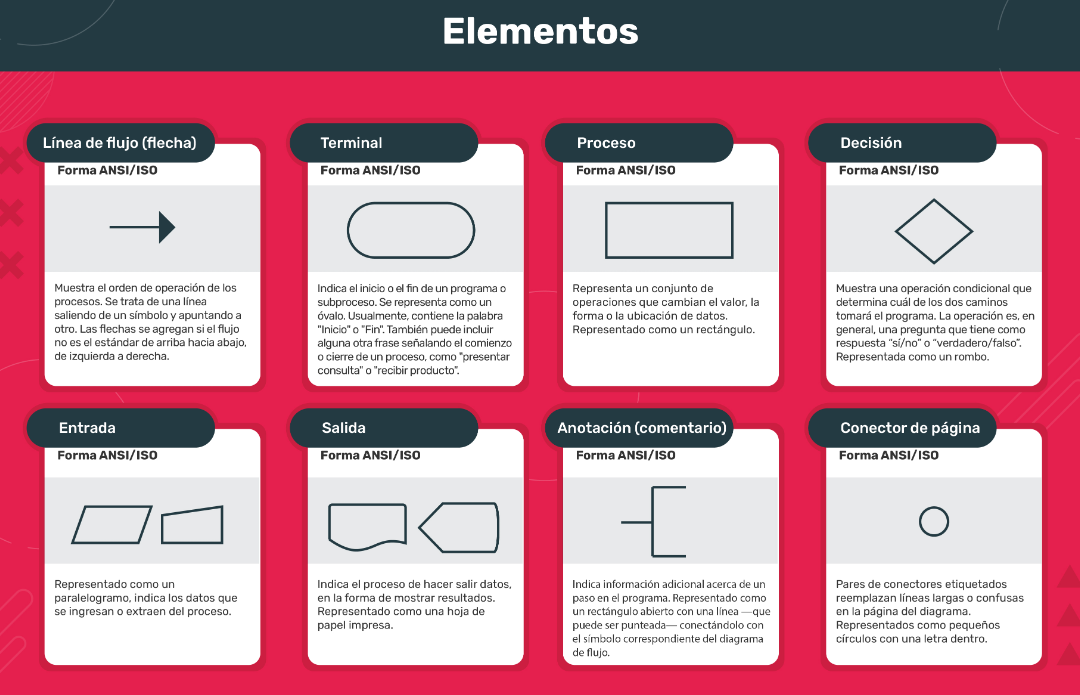 Elementos
Línea de flujo (flecha)
Forma ANSI/ISO
Muestra el orden de operación de los
procesos. Se trata de una línea
saliendo de un símbolo y apuntando a
otro. Las flechas se agregan si el flujo
no es el estándar de arriba hacia abajo,
de izquierda a derecha.
Terminal
Forma ANSI/ISO
Indica el inicio o el fin de un programa o
subproceso. Se representa como un
óvalo. Usualmente, contiene la palabra
"Inicio" o "Fin". También puede incluir
alguna otra frase señalando el comienzo
o cierre de un proceso, como "presentar
consulta" o "recibir producto".
Proceso
Forma ANSI/ISO
Representa un conjunto de
operaciones que cambian el valor, la
forma o la ubicación de datos.
Representado como un rectángulo.
Decisión
Forma ANSI/ISO
Muestra una operación condicional que
determina cuál de los dos caminos
tomará el programa. La operación es, en
general, una pregunta que tiene como
respuesta “sí/no” o “verdadero/falso”.
Representada como un rombo.
Entrada
Forma ANSI/ISO
Representado como un
paralelogramo, indica los datos que
se ingresan o extraen del proceso.
Salida
Forma ANSI/ISO
Indica el proceso de hacer salir datos,
en la forma de mostrar resultados.
Representado como una hoja de
papel impresa.
Anotación (comentario)
Forma ANSI/ISO
Indica información adicional acerca de un
paso en el programa. Representado como
un rectángulo abierto con una línea —que
puede ser punteada— conectándolo con
el símbolo correspondiente del diagrama
de flujo.
Conector de página
Forma ANSI/ISO
Pares de conectores etiquetados
reemplazan líneas largas o confusas
en la página del diagrama.
Representados como pequeños
círculos con una letra dentro.